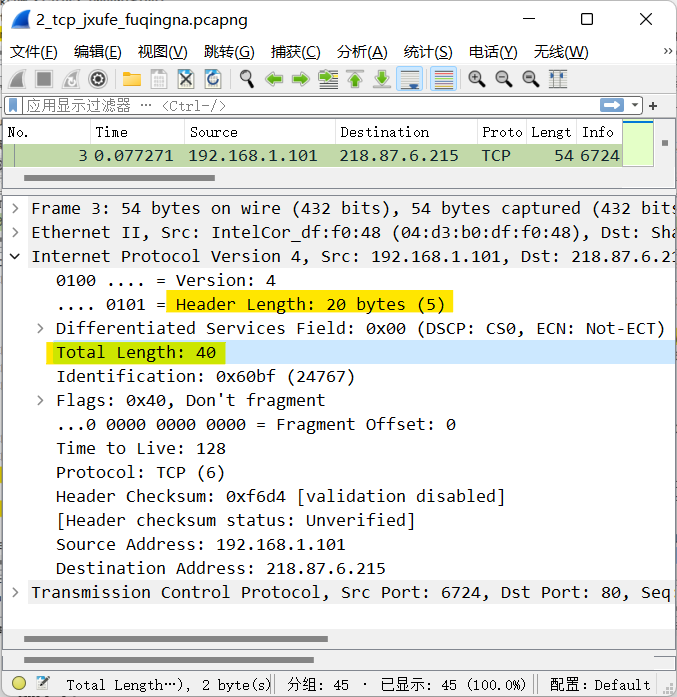 2_tcp_jxufe_fuqingna.pcapng
文件(F) 编辑(E) 视图(V) 跳转(G) 捕获(C) 分析(A) 统计(S) 电话(Y) 无线(W) »
应用显示过滤器 … <Ctrl-/> +
No. Time Source Destination Proto Lengt Info
3 0.077271 192.168.1.101 218.87.6.215 TCP 54 6724
Frame 3: 54 bytes on wire (432 bits), 54 bytes captured (432 bits
Ethernet II, Src: IntelCor_df:f0:48 (04:d3:b0:df:f0:48), Dst: Sha
Internet Protocol Version 4, Src: 192.168.1.101, Dst: 218.87.6.21
0100 .... = Version: 4
.... 0101 = Header Length: 20 bytes (5)
Differentiated Services Field: 0x00 (DSCP: CS0, ECN: Not-ECT)
Total Length: 40
Identification: 0x60bf (24767)
Flags: 0x40, Don't fragment
...0 0000 0000 0000 = Fragment Offset: 0
Time to Live: 128
Protocol: TCP (6)
Header Checksum: 0xf6d4 [validation disabled]
[Header checksum status: Unverified]
Source Address: 192.168.1.101
Destination Address: 218.87.6.215
Transmission Control Protocol, Src Port: 6724, Dst Port: 80, Seq:
Total Length…), 2 byte(s) 分组: 45 · 已显示: 45 (100.0%) 配置: Default